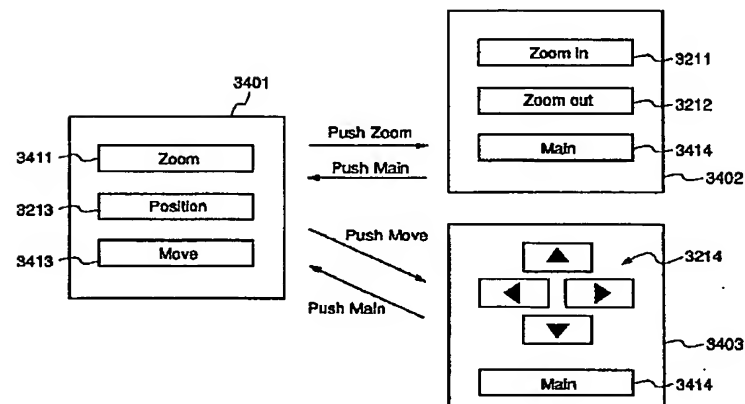 3401
3411
Zoom
3213
Position
3413
Move
Push Zoom
Push Main
Push Move
Push Main
Zoom in
3211
Zoom out
3212
Main
3414
3402
3214
3403
Main
3414